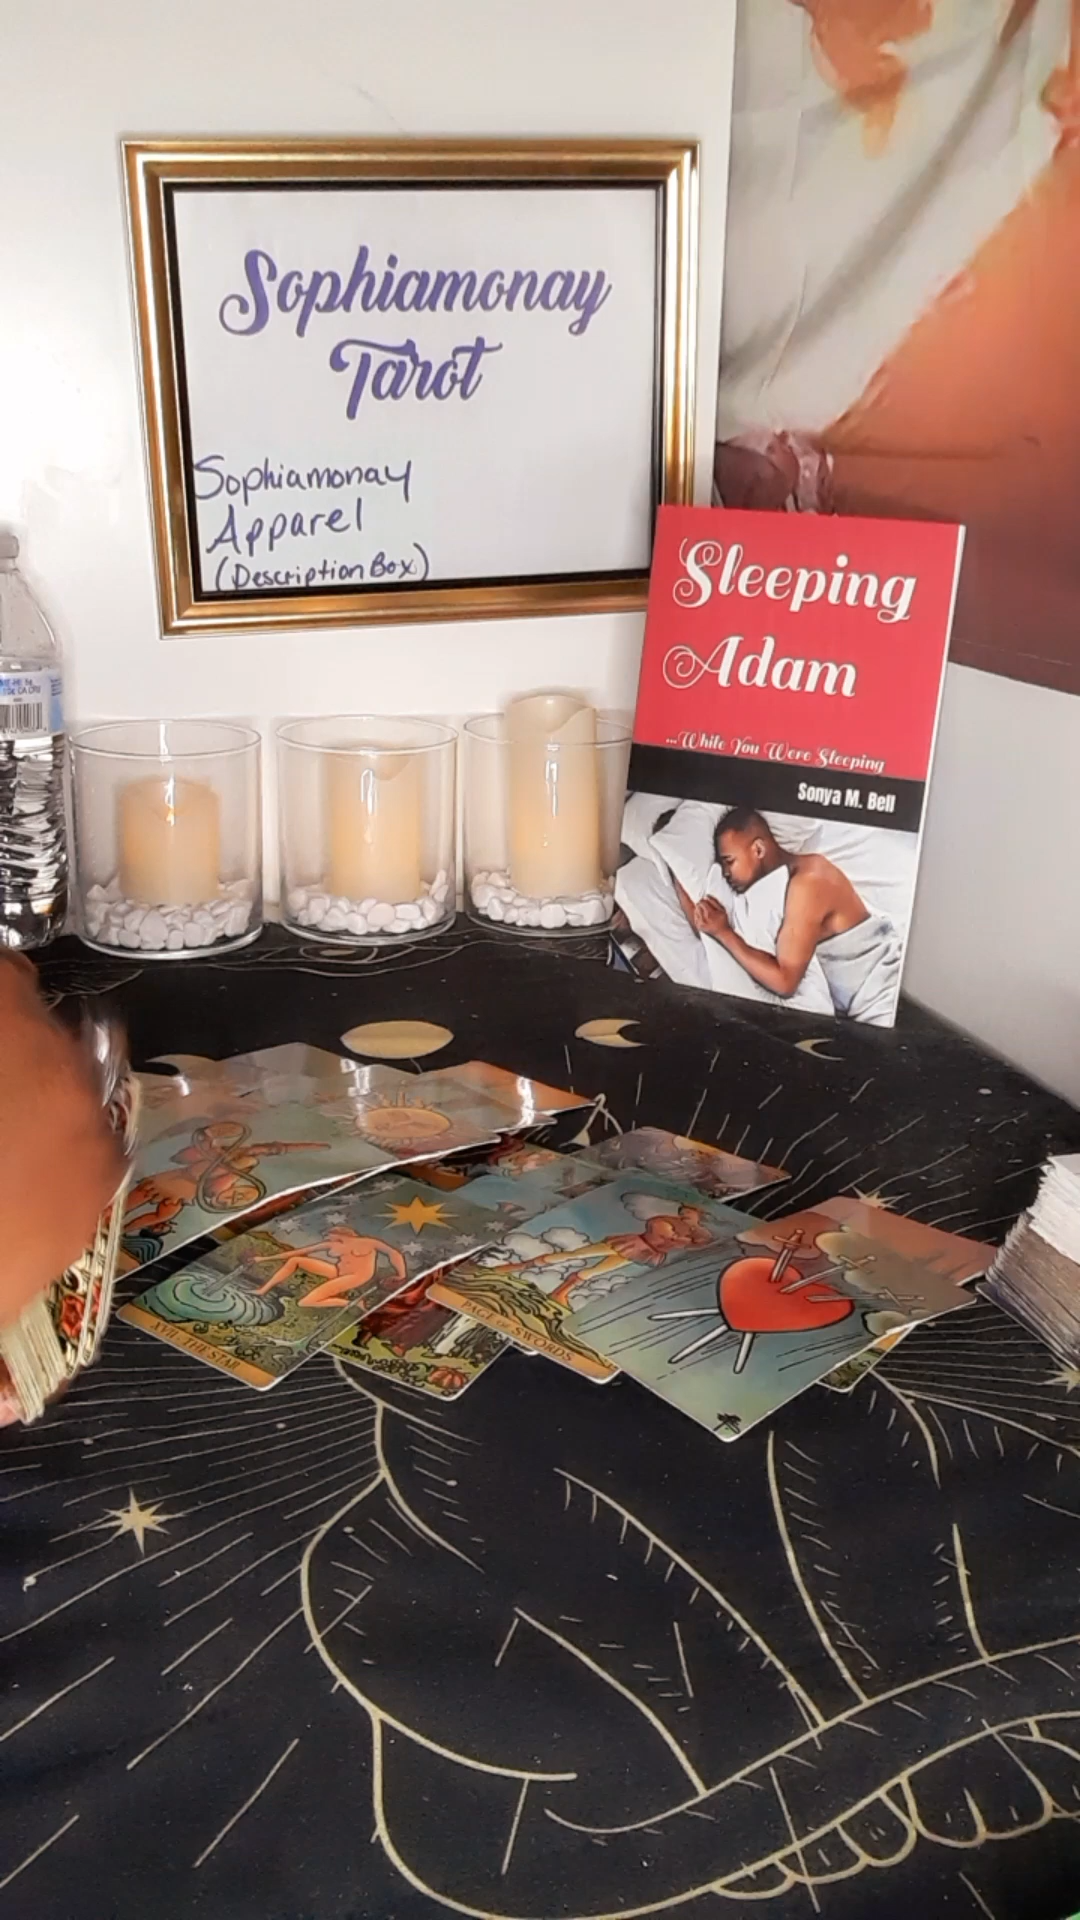 Sophiamonay
Tarot
Sophiamonay
Apparel
(Description Box)
Sleeping
Adam
...While You Were Sleeping
Sonya M. Bell
XVII • THE STAR
PAGE OF SWORDS